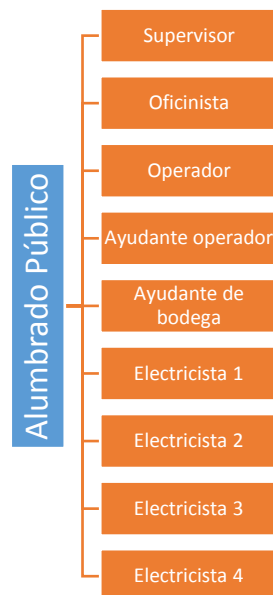 Alumbrado Público
Supervisor
Oficinista
Operador
Ayudante operador
Ayudante de
bodega
Electricista 1
Electricista 2
Electricista 3
Electricista 4